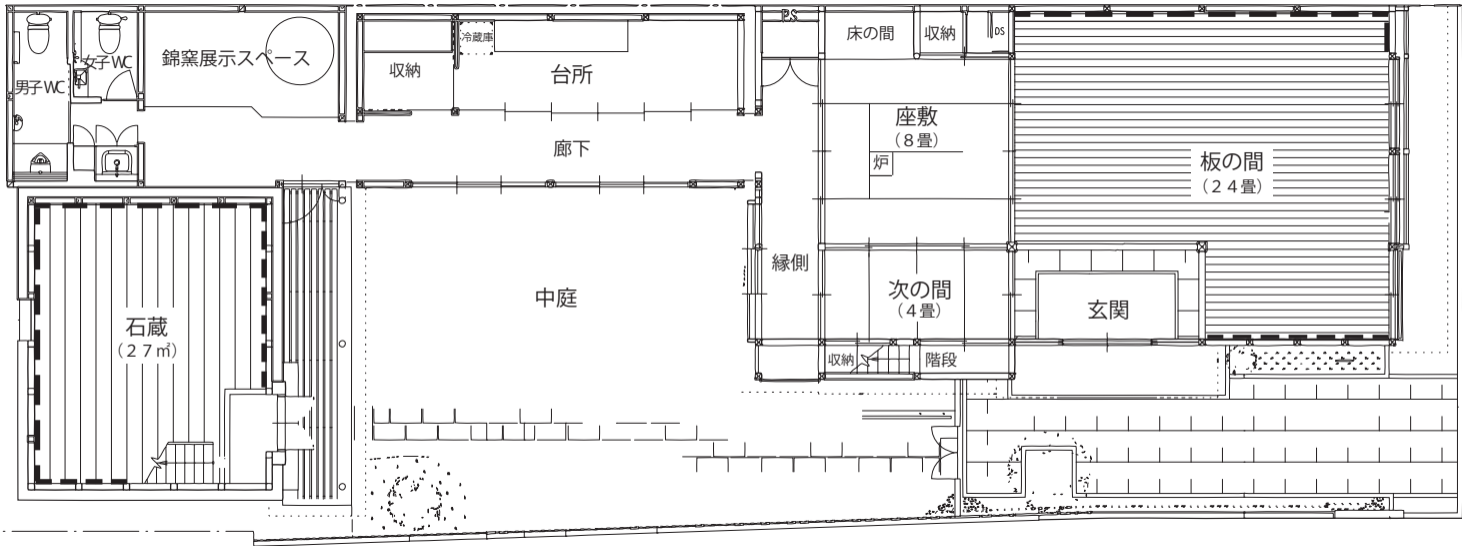 P.S
床の間
収納
DS
男子WC
女子WC
錦窯展示スペース
冷蔵庫
収納
台所
廊下
座敷
（８畳）
炉
板の間
（２４畳）
石蔵
（２７㎡）
中庭
縁側
次の間
（４畳）
玄関
収納
階段